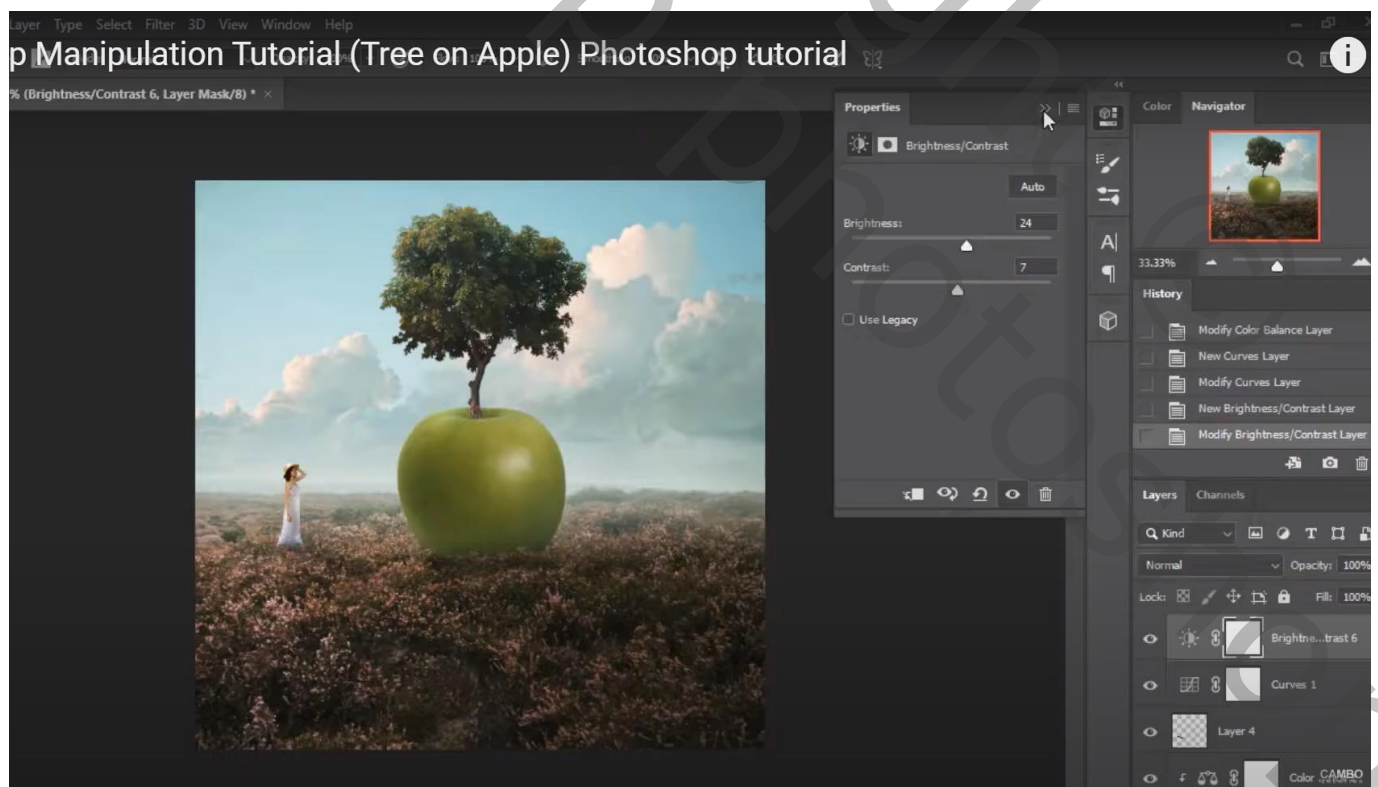 Layer Type Select Filter 3D View Window Help
p Manipulation Tutorial (Tree on Apple) Photoshop tutorial
% (Brightness/Contrast 6, Layer Mask/8) * ×
Properties
Brightness/Contrast
Auto
Brightness: 24
Contrast: 7
Use Legacy
Color Navigator
33.33%
History
Modify Color Balance Layer
New Curves Layer
Modify Curves Layer
New Brightness/Contrast Layer
Modify Brightness/Contrast Layer
Layers Channels
Kind
Normal Opacity: 100%
Lock: Fill: 100%
Brightne...trast 6
Curves 1
Layer 4
Color CAMBO